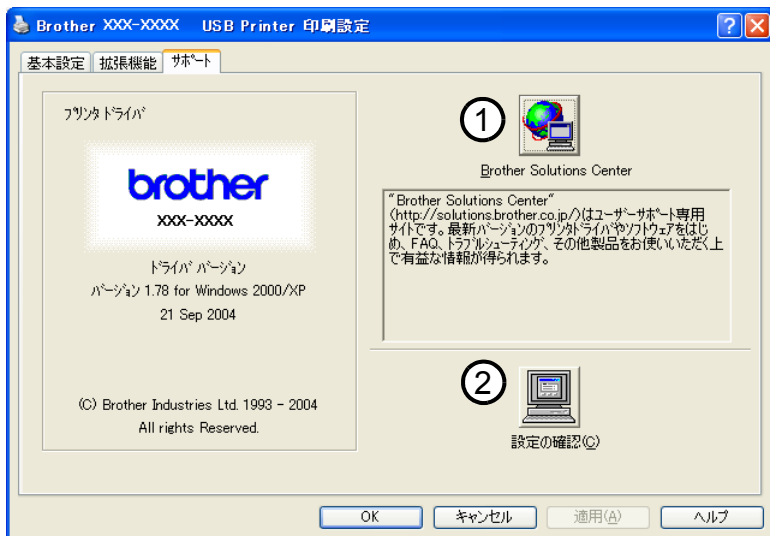 Brother XXX-XXXX USB Printer 印刷設定
基本設定 拡張機能 ｻﾎﾟｰﾄ
ﾌﾟﾘﾝﾀ ﾄﾞﾗｲﾊﾞ
brother
XXX-XXXX
ﾄﾞﾗｲﾊﾞ ﾊﾞｰｼﾞｮﾝ
ﾊﾞｰｼﾞｮﾝ 1.78 for Windows 2000/XP
21 Sep 2004
(C) Brother Industries Ltd. 1993 - 2004
All rights Reserved.
①
Brother Solutions Center
"Brother Solutions Center"
(http://solutions.brother.co.jp/)はﾕｰｻﾞｰｻﾎﾟｰﾄ専用
ｻｲﾄです。最新ﾊﾞｰｼﾞｮﾝのﾌﾟﾘﾝﾀﾄﾞﾗｲﾊﾞやｿﾌﾄｳｪｱをはじ
め、FAQ、ﾄﾗﾌﾞﾙｼｭｰﾃｨﾝｸﾞ、その他製品をお使いいただく上
で有益な情報が得られます。
②
設定の確認(C)
OK キャンセル 適用(A) ヘルプ